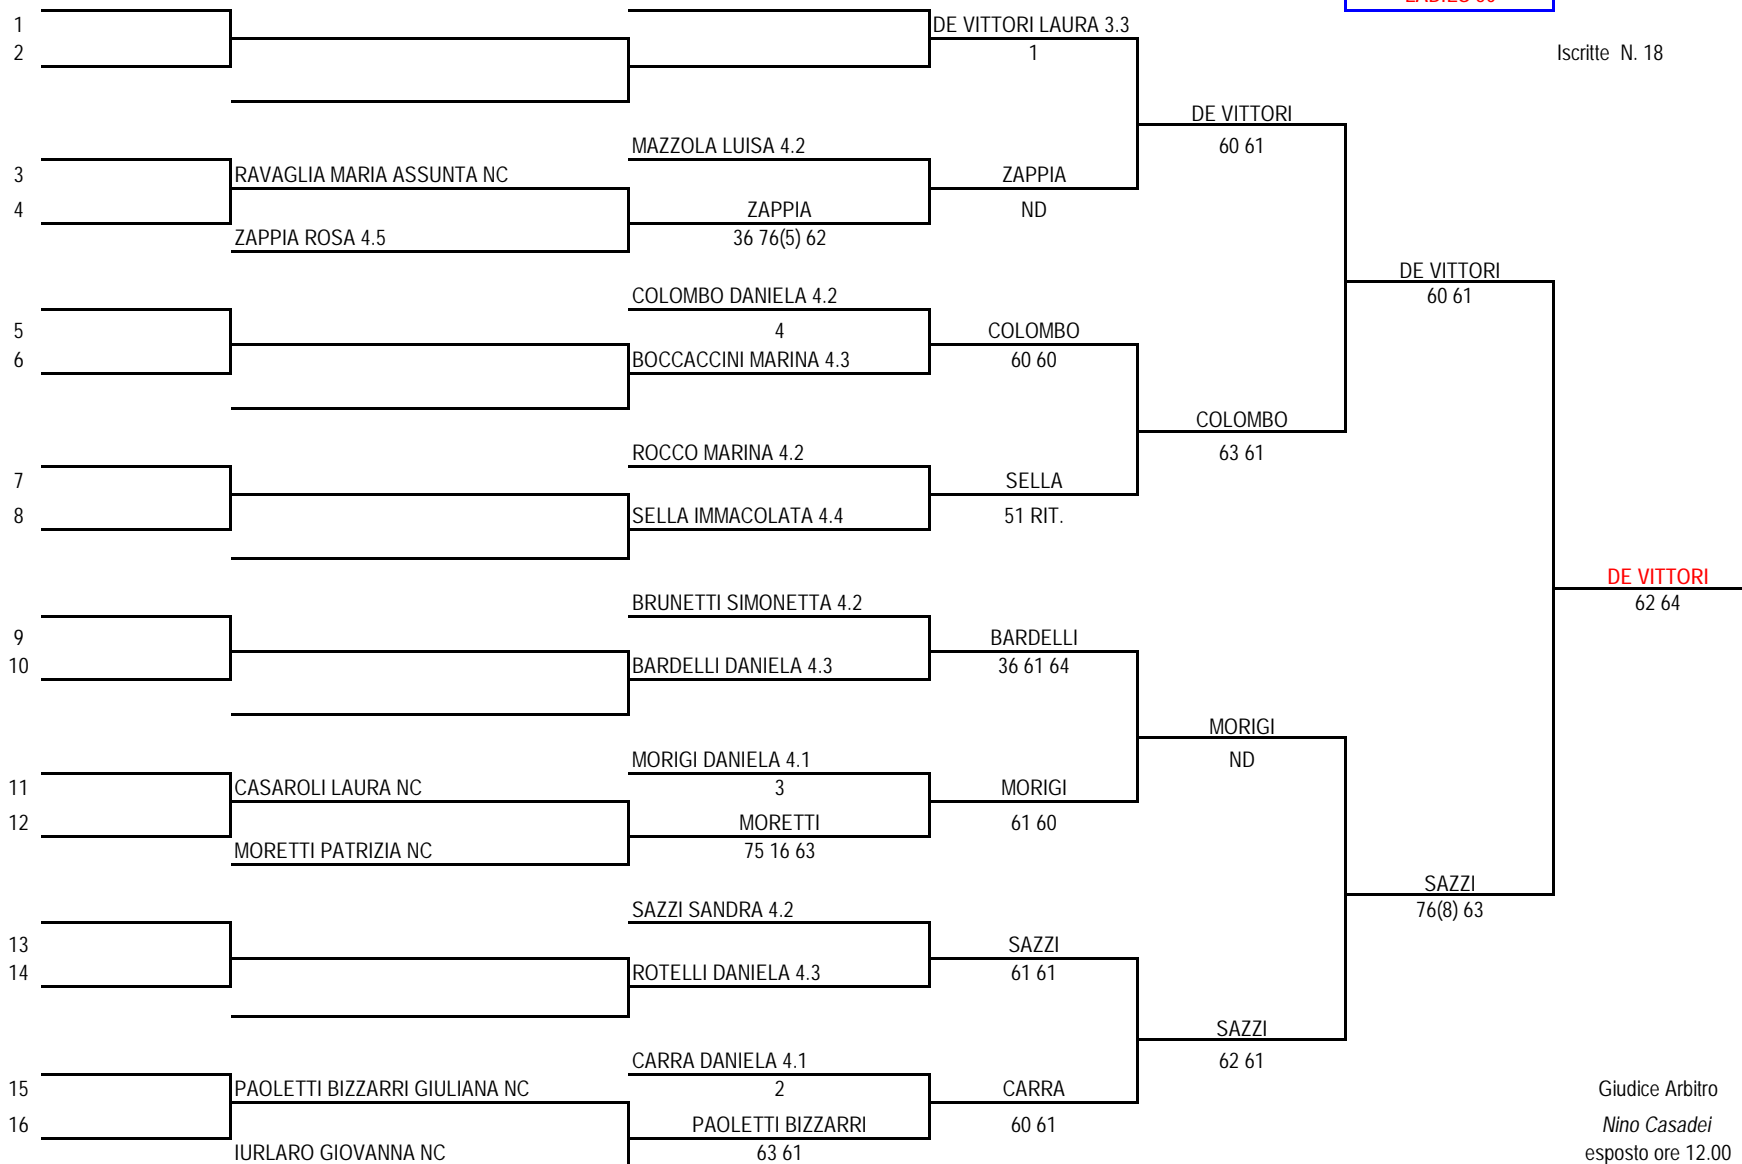 1
DE VITTORI LAURA 3.3
2
1
Iscritte N. 18
DE VITTORI
60 61
MAZZOLA LUISA 4.2
3
RAVAGLIA MARIA ASSUNTA NC
ZAPPIA
4
ZAPPIA
ND
ZAPPIA ROSA 4.5
36 76(5) 62
DE VITTORI
60 61
COLOMBO DANIELA 4.2
5
4
COLOMBO
6
BOCCACCINI MARINA 4.3
60 60
COLOMBO
63 61
ROCCO MARINA 4.2
7
SELLA
8
SELLA IMMACOLATA 4.4
51 RIT.
DE VITTORI
62 64
BRUNETTI SIMONETTA 4.2
9
BARDELLI
10
BARDELLI DANIELA 4.3
36 61 64
MORIGI
ND
MORIGI DANIELA 4.1
11
CASAROLI LAURA NC
3
MORIGI
12
MORETTI
61 60
MORETTI PATRIZIA NC
75 16 63
SAZZI
76(8) 63
SAZZI SANDRA 4.2
13
SAZZI
14
ROTELLI DANIELA 4.3
61 61
SAZZI
62 61
CARRA DANIELA 4.1
15
PAOLETTI BIZZARRI GIULIANA NC
2
CARRA
Giudice Arbitro
16
PAOLETTI BIZZARRI
60 61
Nino Casadei
IURLARO GIOVANNA NC
63 61
esposto ore 12.00